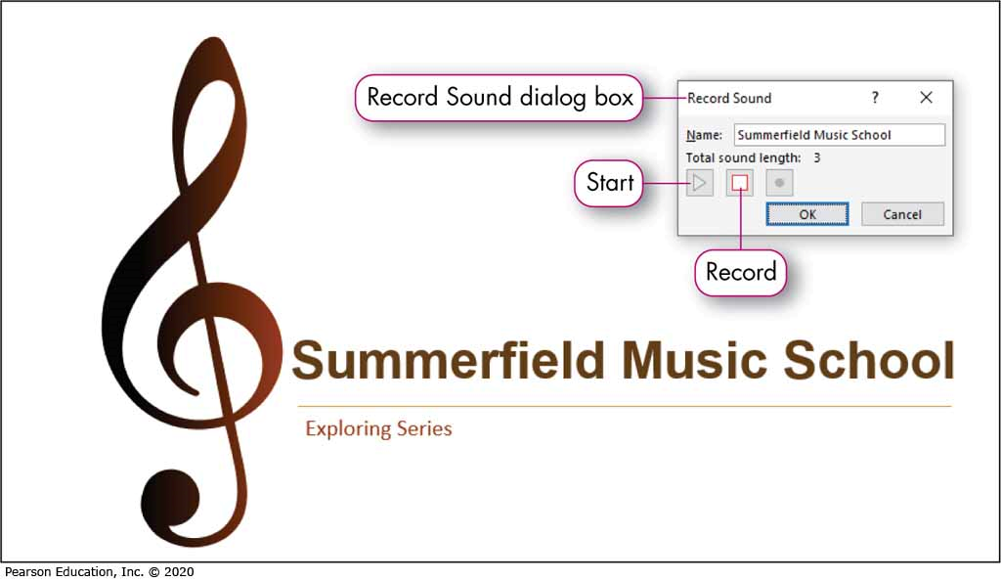 Record Sound dialog box
Record Sound ? ×
Name: Summerfield Music School
Total sound length: 3
Start
OK Cancel
Record
Summerfield Music School
Exploring Series
Pearson Education, Inc. © 2020